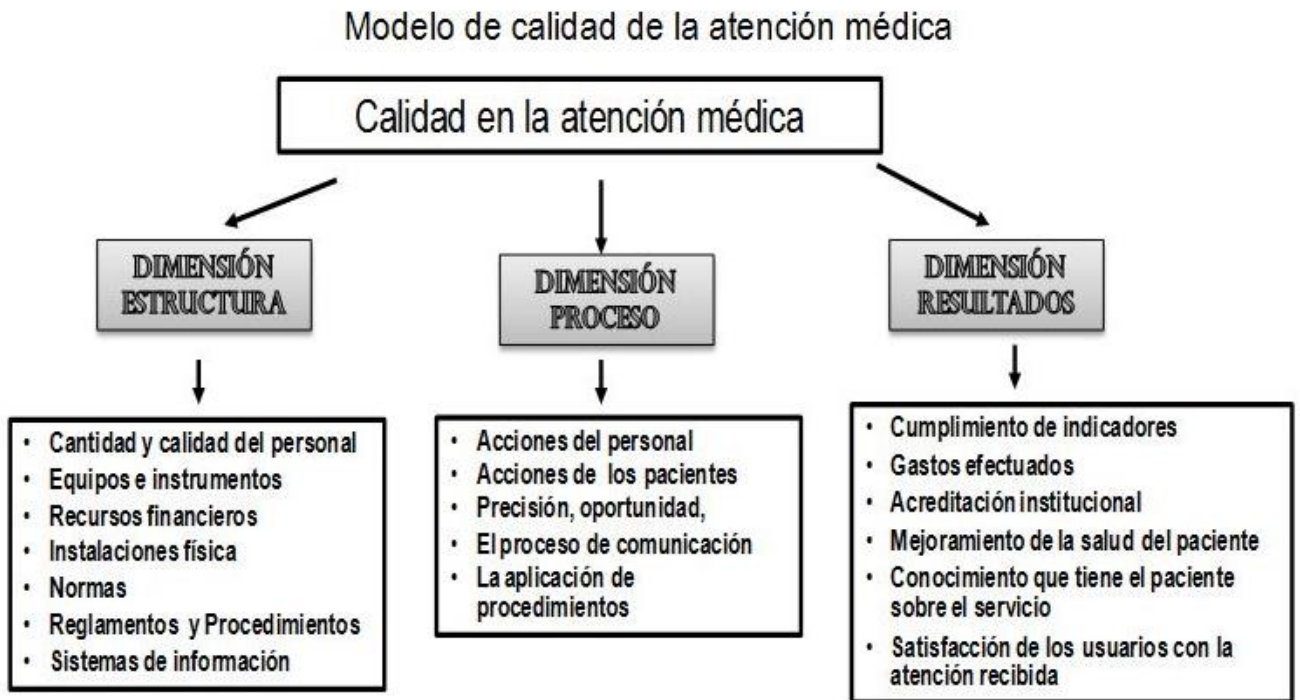 Modelo de calidad de la atención médica
Calidad en la atención médica
DIMENSIÓN
ESTRUCTURA
DIMENSIÓN
PROCESO
DIMENSIÓN
RESULTADOS
• Cantidad y calidad del personal
• Equipos e instrumentos
• Recursos financieros
• Instalaciones física
• Normas
• Reglamentos y Procedimientos
• Sistemas de información
• Acciones del personal
• Acciones de los pacientes
• Precisión, oportunidad,
• El proceso de comunicación
• La aplicación de
procedimientos
• Cumplimiento de indicadores
• Gastos efectuados
• Acreditación institucional
• Mejoramiento de la salud del paciente
• Conocimiento que tiene el paciente
sobre el servicio
• Satisfacción de los usuarios con la
atención recibida